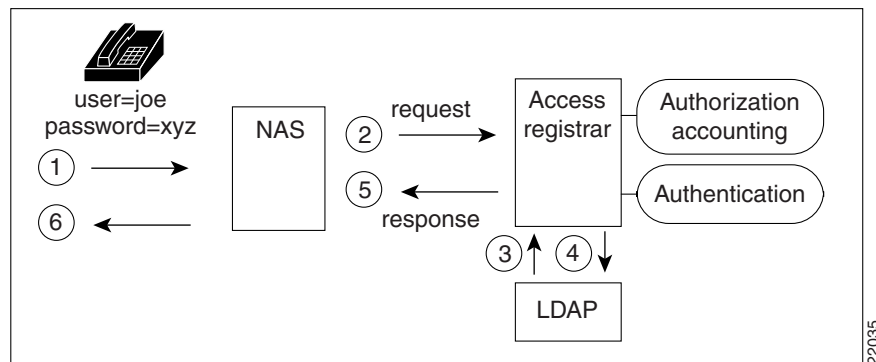 user=joe
password=xyz
1
6
NAS
2
request
5
response
Access
registrar
Authorization
accounting
Authentication
3
4
LDAP
22035